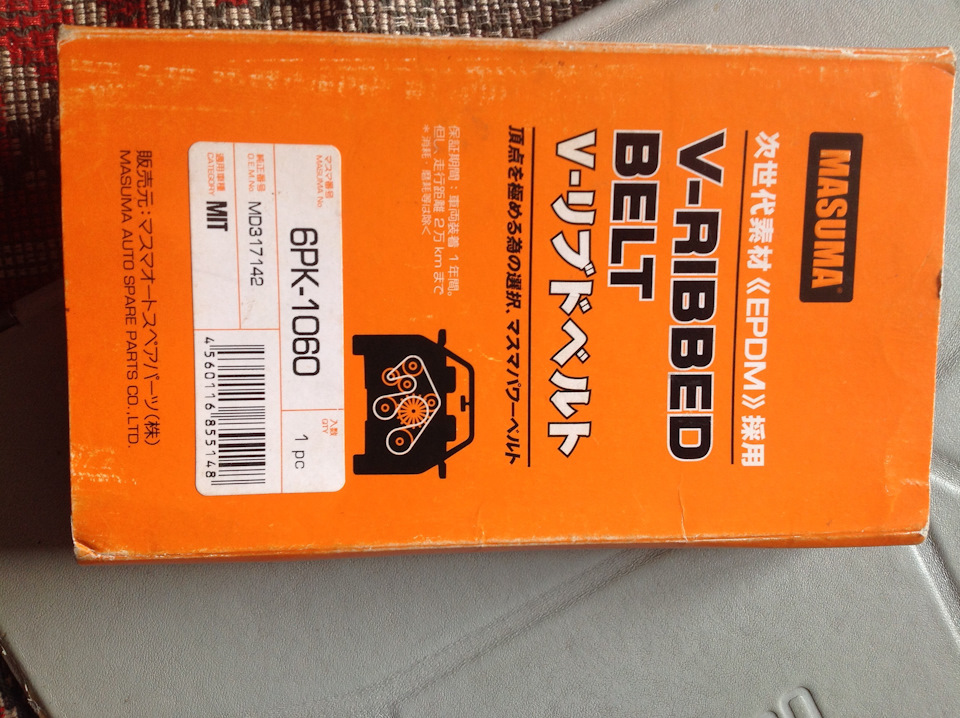 MASUMA®
次世代素材《EPDM》採用
V-RIBBED
BELT
V-リブドベルト
頂点を極める為の選択、マスマパワーベルト
保証期間：車両装着 1年間。
但し、走行距離 2万kmまで
＊消耗・磨耗等は除く
マスマ番号
MASUMA No.
6PK-1060
入数
QTY
1 pc
純正番号
O.E.M.No.
MD317142
適用車種
CATEGORY
MIT
4560116855148
販売元：マスマオートスペアパーツ(株)
MASUMA AUTO SPARE PARTS CO.,LTD.